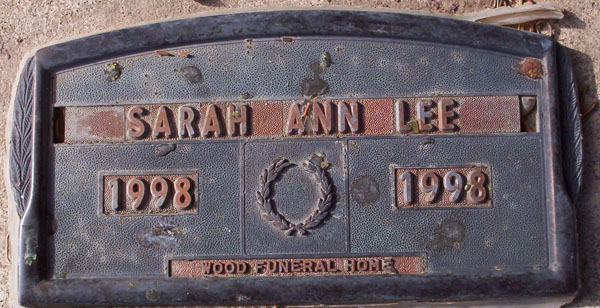 SARAH ANN LEE
1998 1998
WOOD FUNERAL HOME